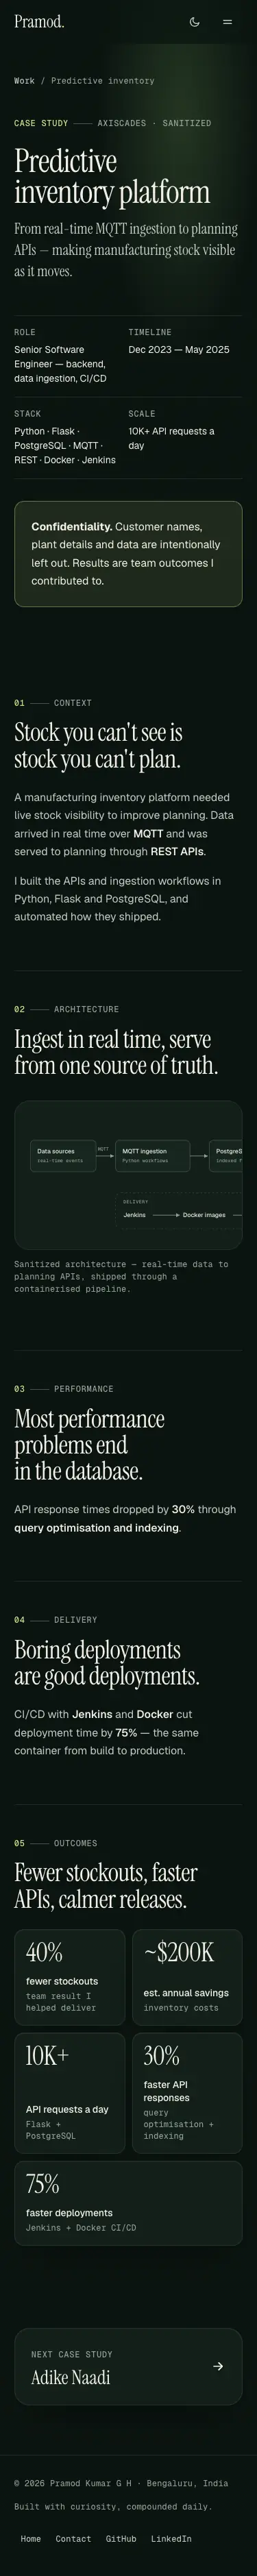 Pramod.
Work / Predictive inventory
CASE STUDY AXISCADES · SANITIZED
Predictive
inventory platform
From real-time MQTT ingestion to planning
APIs — making manufacturing stock visible
as it moves.
ROLE
Senior Software
Engineer — backend,
data ingestion, CI/CD
TIMELINE
Dec 2023 — May 2025
STACK
Python · Flask ·
PostgreSQL · MQTT ·
REST · Docker · Jenkins
SCALE
10K+ API requests a
day
Confidentiality. Customer names,
plant details and data are intentionally
left out. Results are team outcomes I
contributed to.
01 CONTEXT
Stock you can't see is
stock you can't plan.
A manufacturing inventory platform needed
live stock visibility to improve planning. Data
arrived in real time over MQTT and was
served to planning through REST APIs.
I built the APIs and ingestion workflows in
Python, Flask and PostgreSQL, and
automated how they shipped.
02 ARCHITECTURE
Ingest in real time, serve
from one source of truth.
Data sources
real-time events
MQTT
MQTT ingestion
Python workflows
PostgreS
indexed f
DELIVERY
Jenkins
Docker images
Sanitized architecture — real-time data to
planning APIs, shipped through a
containerised pipeline.
03 PERFORMANCE
Most performance
problems end
in the database.
API response times dropped by 30% through
query optimisation and indexing.
04 DELIVERY
Boring deployments
are good deployments.
CI/CD with Jenkins and Docker cut
deployment time by 75% — the same
container from build to production.
05 OUTCOMES
Fewer stockouts, faster
APIs, calmer releases.
40%
fewer stockouts
team result I
helped deliver
~$200K
est. annual savings
inventory costs
10K+
API requests a day
Flask +
PostgreSQL
30%
faster API
responses
query
optimisation +
indexing
75%
faster deployments
Jenkins + Docker CI/CD
NEXT CASE STUDY
Adike Naadi
© 2026 Pramod Kumar G H · Bengaluru, India
Built with curiosity, compounded daily.
Home Contact GitHub LinkedIn